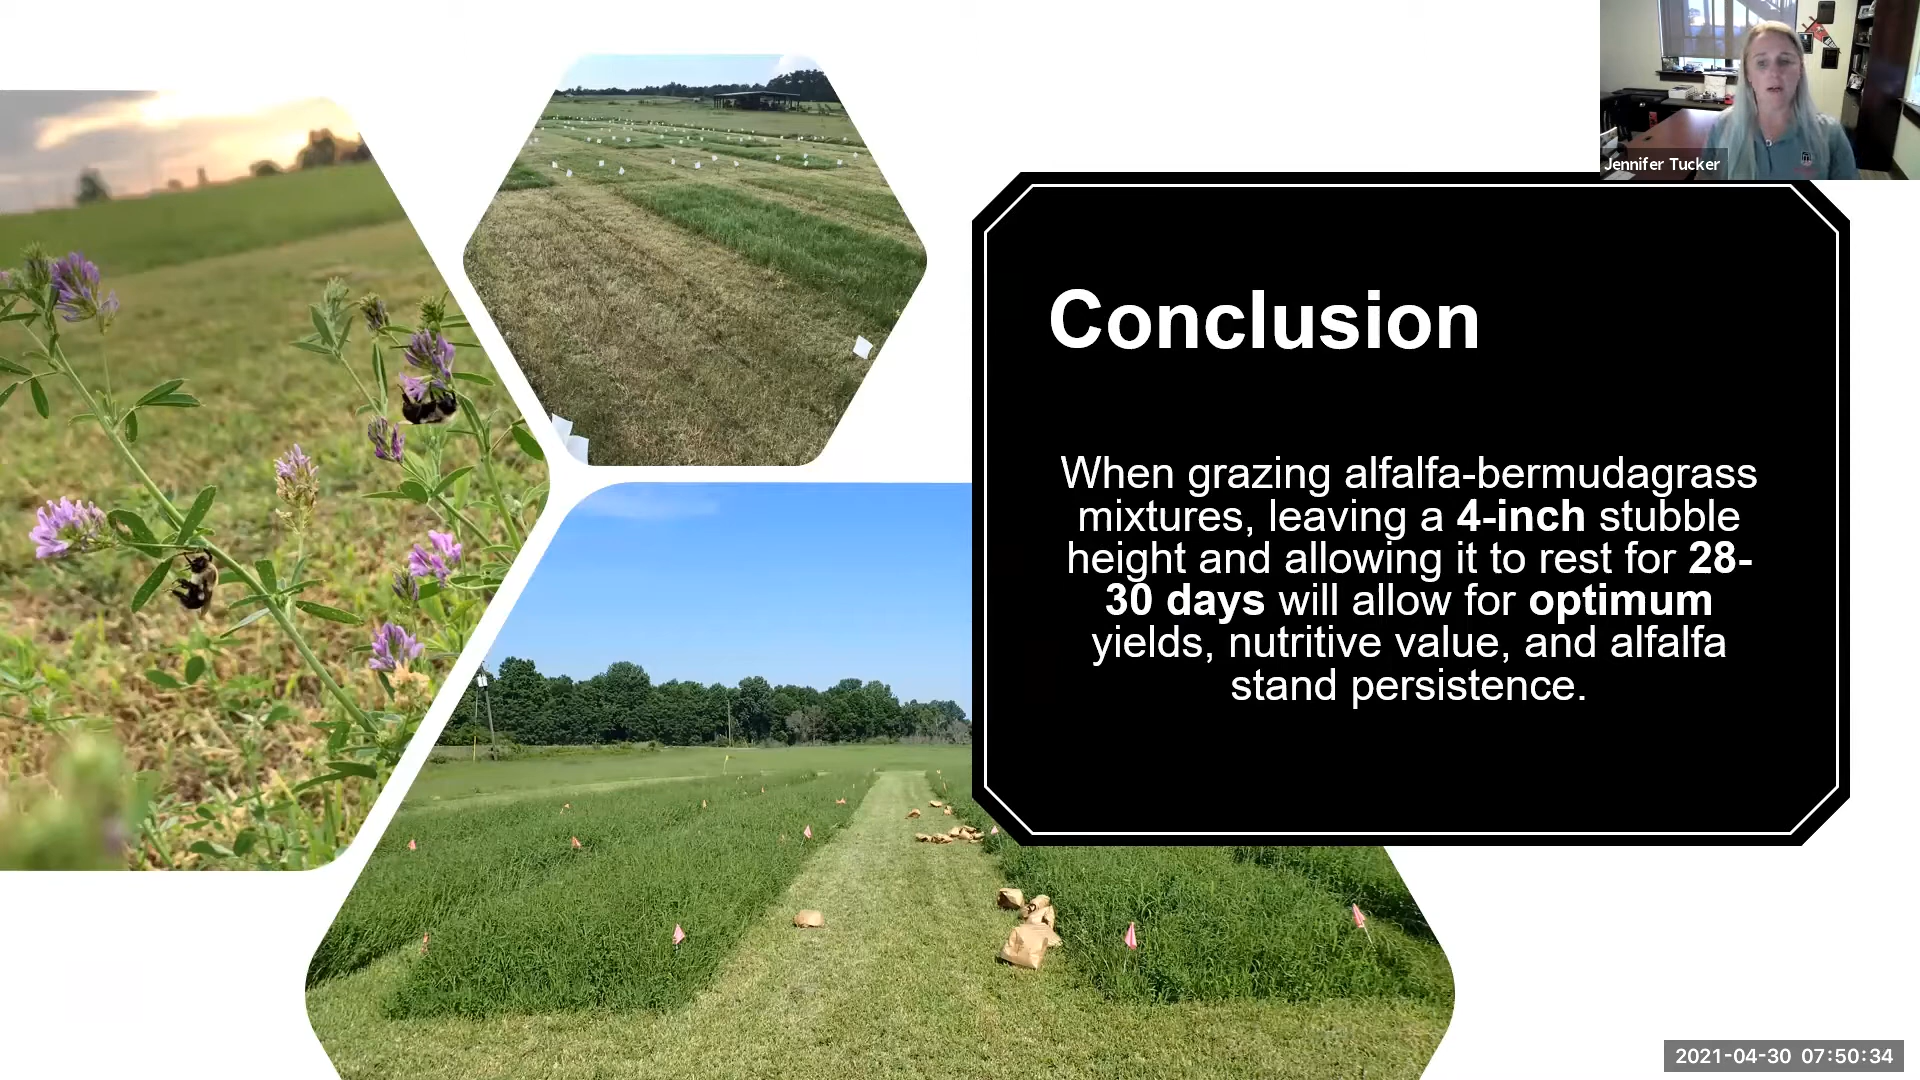 Jennifer Tucker
Conclusion
When grazing alfalfa-bermudagrass
mixtures, leaving a 4-inch stubble
height and allowing it to rest for 28-
30 days will allow for optimum
yields, nutritive value, and alfalfa
stand persistence.
2021-04-30 07:50:34